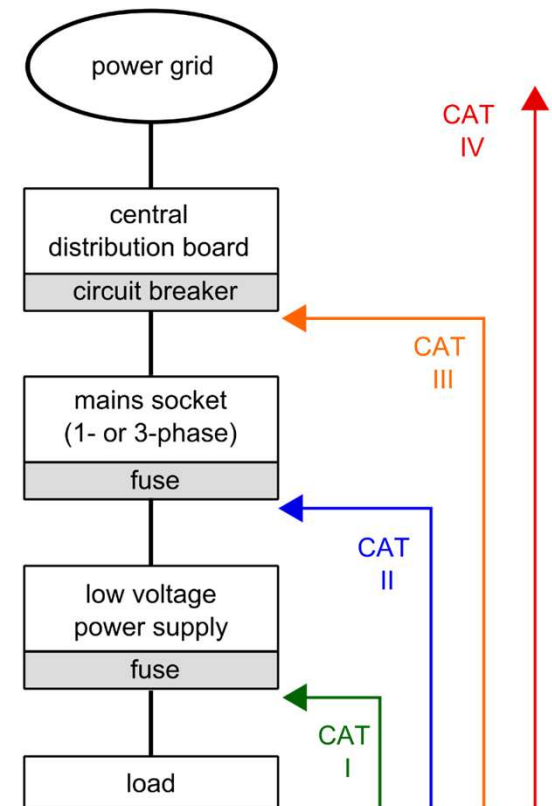 power grid
CAT
IV
central
distribution board
circuit breaker
CAT
III
mains socket
(1- or 3-phase)
fuse
CAT
II
low voltage
power supply
fuse
CAT
I
load